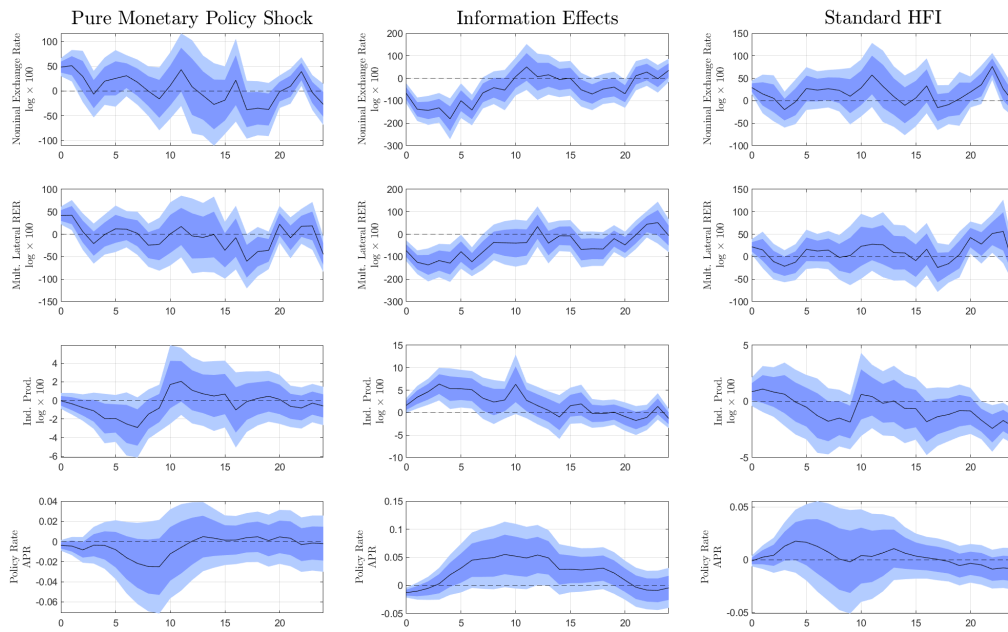 Pure Monetary Policy Shock
Information Effects
Standard HFI
Nominal Exchange Rate
log × 100
100
50
0
-50
-100
0 5 10 15 20
Nominal Exchange Rate
log × 100
200
100
0
-100
-200
-300
0 5 10 15 20
Nominal Exchange Rate
log × 100
150
100
50
0
-50
-100
0 5 10 15 20
Mult. Lateral RER
log × 100
100
50
0
-50
-100
-150
0 5 10 15 20
Mult. Lateral RER
log × 100
200
100
0
-100
-200
-300
0 5 10 15 20
Mult. Lateral RER
log × 100
150
100
50
0
-50
-100
0 5 10 15 20
Ind. Prod.
log × 100
4
2
0
-2
-4
-6
0 5 10 15 20
Ind. Prod.
log × 100
15
10
5
0
-5
-10
0 5 10 15 20
Ind. Prod.
log × 100
5
0
-5
0 5 10 15 20
Policy Rate
APR
0.04
0.02
0
-0.02
-0.04
-0.06
0 5 10 15 20
Policy Rate
APR
0.15
0.1
0.05
0
-0.05
0 5 10 15 20
Policy Rate
APR
0.05
0
-0.05
0 5 10 15 20